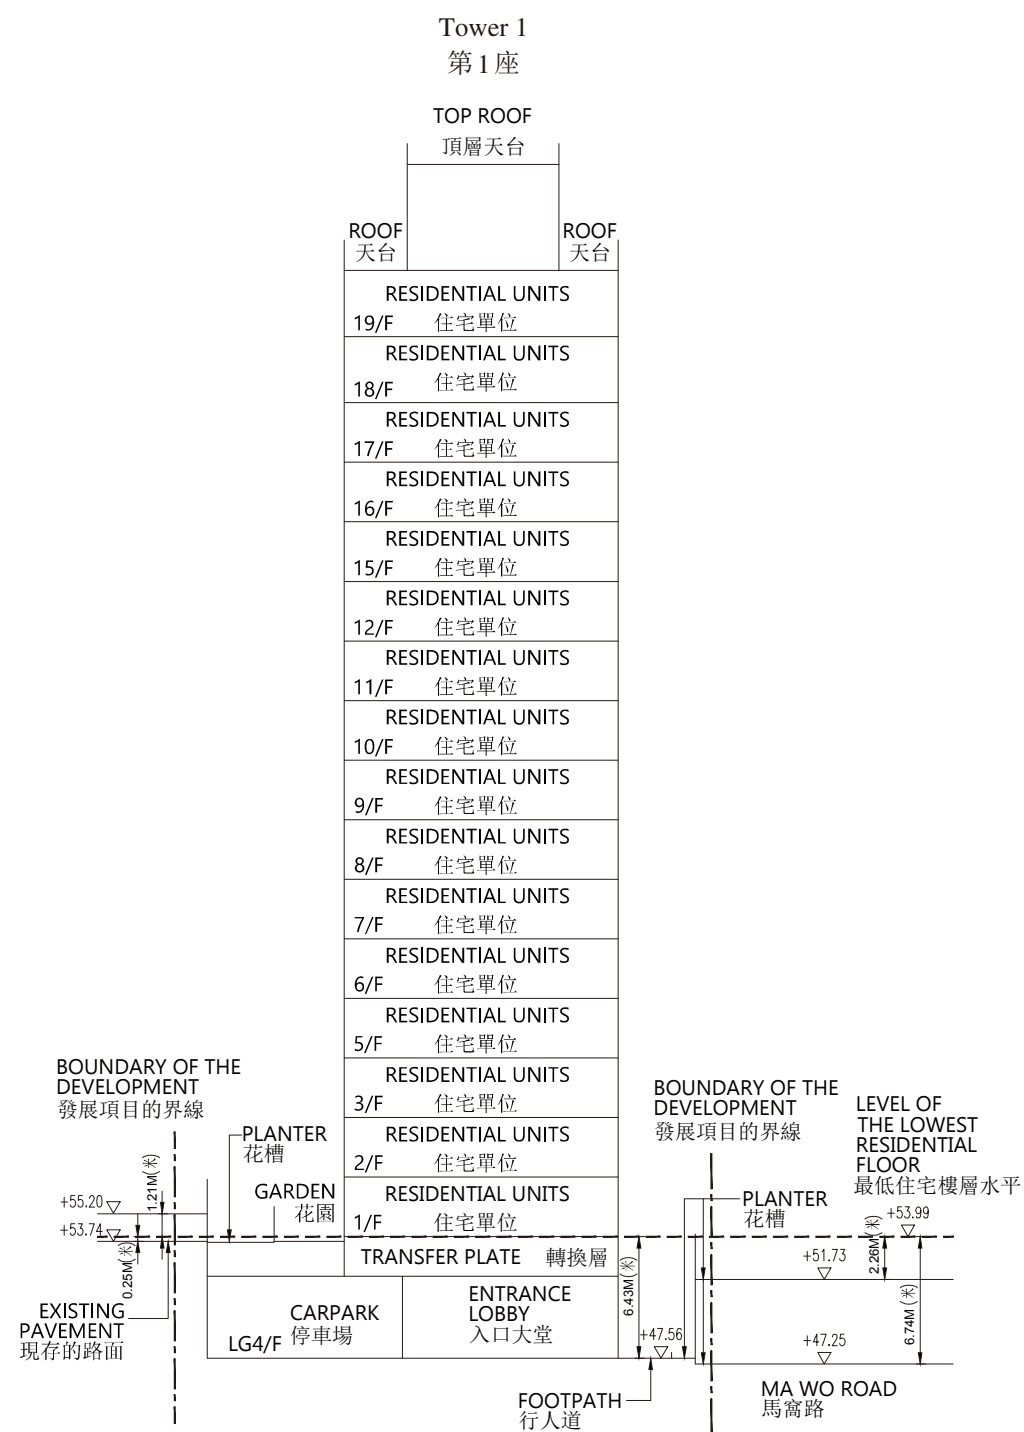 Tower 1
第1座
TOP ROOF
頂層天台
ROOF
天台
ROOF
天台
RESIDENTIAL UNITS
19/F 住宅單位
RESIDENTIAL UNITS
18/F 住宅單位
RESIDENTIAL UNITS
17/F 住宅單位
RESIDENTIAL UNITS
16/F 住宅單位
RESIDENTIAL UNITS
15/F 住宅單位
RESIDENTIAL UNITS
12/F 住宅單位
RESIDENTIAL UNITS
11/F 住宅單位
RESIDENTIAL UNITS
10/F 住宅單位
RESIDENTIAL UNITS
9/F 住宅單位
RESIDENTIAL UNITS
8/F 住宅單位
RESIDENTIAL UNITS
7/F 住宅單位
RESIDENTIAL UNITS
6/F 住宅單位
RESIDENTIAL UNITS
5/F 住宅單位
RESIDENTIAL UNITS
3/F 住宅單位
RESIDENTIAL UNITS
2/F 住宅單位
RESIDENTIAL UNITS
1/F 住宅單位
TRANSFER PLATE 轉換層
CARPARK
停車場
LG4/F
ENTRANCE
LOBBY
入口大堂
BOUNDARY OF THE
DEVELOPMENT
發展項目的界線
PLANTER
花槽
GARDEN
花園
+55.20
1.21M(米)
+53.74
0.25M(米)
EXISTING
PAVEMENT
現存的路面
BOUNDARY OF THE
DEVELOPMENT
發展項目的界線
LEVEL OF
THE LOWEST
RESIDENTIAL
FLOOR
最低住宅樓層水平
PLANTER
花槽
+53.99
+51.73
2.26M(米)
6.43M(米)
6.74M(米)
+47.56
+47.25
FOOTPATH
行人道
MA WO ROAD
馬窩路